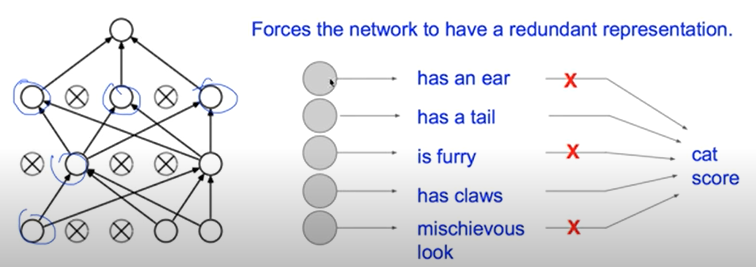 Forces the network to have a redundant representation.
has an ear
X
has a tail
is furry
X
has claws
mischievous
look
X
cat
score